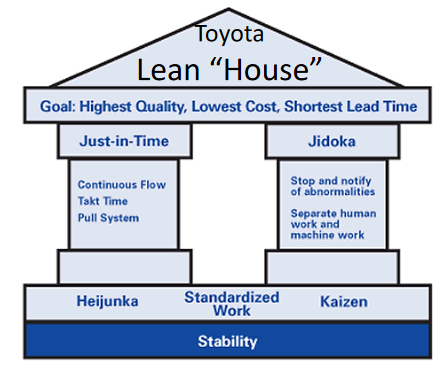 Toyota
Lean “House”
Goal: Highest Quality, Lowest Cost, Shortest Lead Time
Just-in-Time
Continuous Flow
Takt Time
Pull System
Jidoka
Stop and notify
of abnormalities
Separate human
work and
machine work
Heijunka
Standardized
Work
Kaizen
Stability